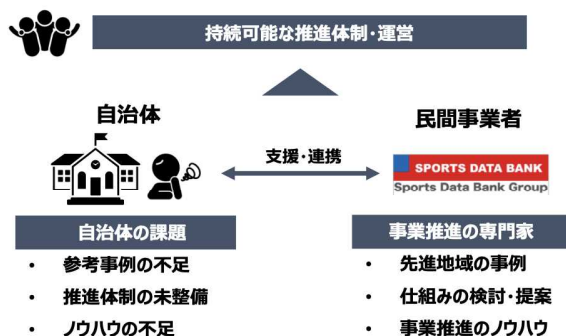 持続可能な推進体制・運営
自治体
民間事業者
支援・連携
SPORTS DATA BANK
Sports Data Bank Group
自治体の課題
• 参考事例の不足
• 推進体制の未整備
• ノウハウの不足
事業推進の専門家
• 先進地域の事例
• 仕組みの検討・提案
• 事業推進のノウハウ